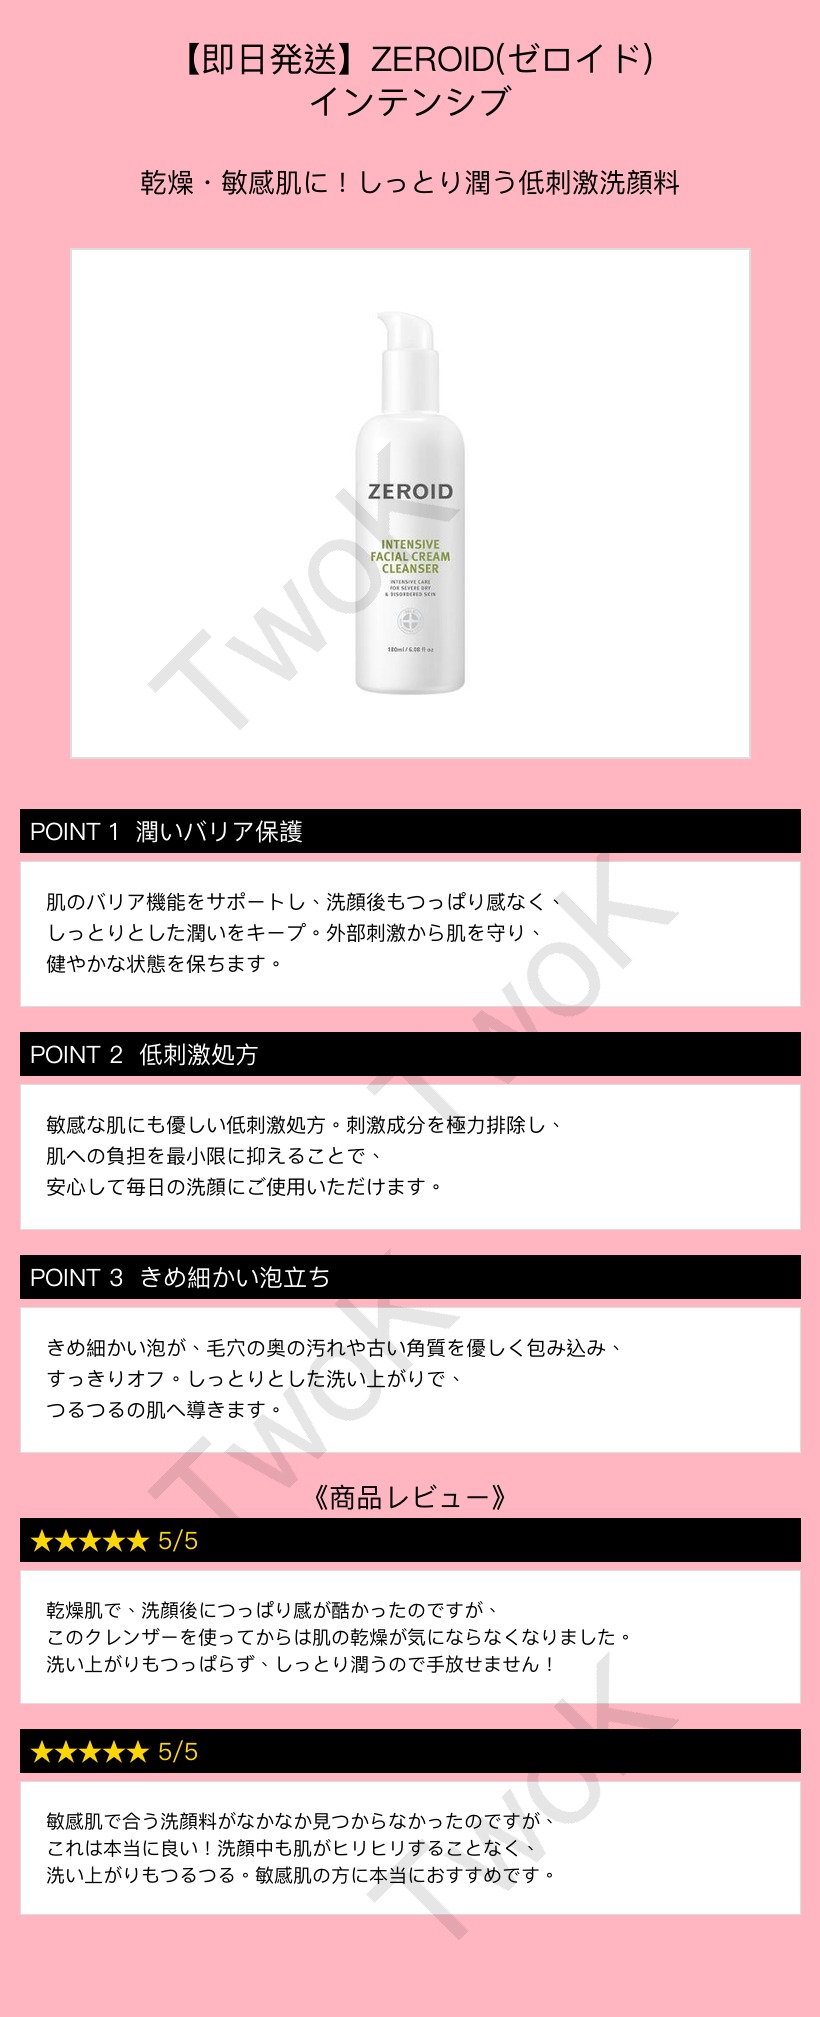 【即日発送】ZEROID(ゼロイド)
インテンシブ
乾燥・敏感肌に！しっとり潤う低刺激洗顔料
ZEROID
INTENSIVE
FACIAL CREAM
CLEANSER
INTENSIVE CARE
FOR SEVERE DRY
& DISORDERED SKIN
180ml / 6.08 fl oz
TwoK
POINT 1 潤いバリア保護
肌のバリア機能をサポートし、洗顔後もつっぱり感なく、
しっとりとした潤いをキープ。外部刺激から肌を守り、
健やかな状態を保ちます。
TwoK
POINT 2 低刺激処方
敏感な肌にも優しい低刺激処方。刺激成分を極力排除し、
肌への負担を最小限に抑えることで、
安心して毎日の洗顔にご使用いただけます。
POINT 3 きめ細かい泡立ち
きめ細かい泡が、毛穴の奥の汚れや古い角質を優しく包み込み、
すっきりオフ。しっとりとした洗い上がりで、
つるつるの肌へ導きます。
TwoK
《商品レビュー》
★★★★★ 5/5
乾燥肌で、洗顔後につっぱり感が酷かったのですが、
このクレンザーを使ってからは肌の乾燥が気にならなくなりました。
洗い上がりもつっぱらず、しっとり潤うので手放せません！
★★★★★ 5/5
敏感肌で合う洗顔料がなかなか見つからなかったのですが、
これは本当に良い！洗顔中も肌がヒリヒリすることなく、
洗い上がりもつるつる。敏感肌の方に本当におすすめです。
TwoK